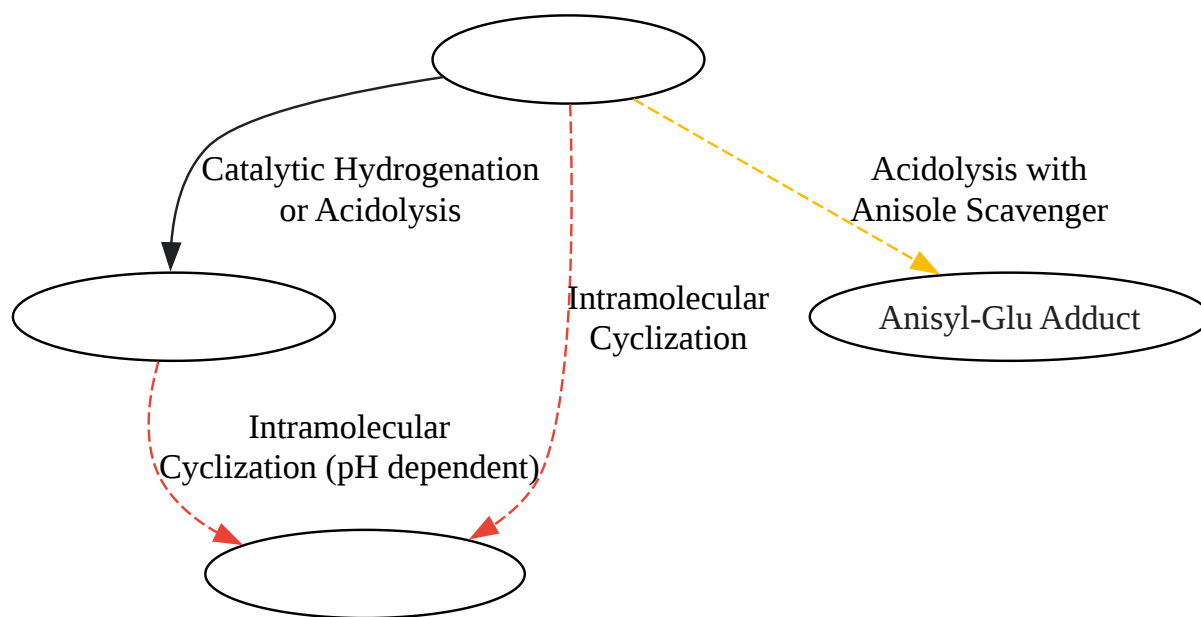 Catalytic Hydrogenation
or Acidolysis
Acidolysis with
Anisole Scavenger
Intramolecular
Cyclization
Anisyl-Glu Adduct
Intramolecular
Cyclization (pH dependent)